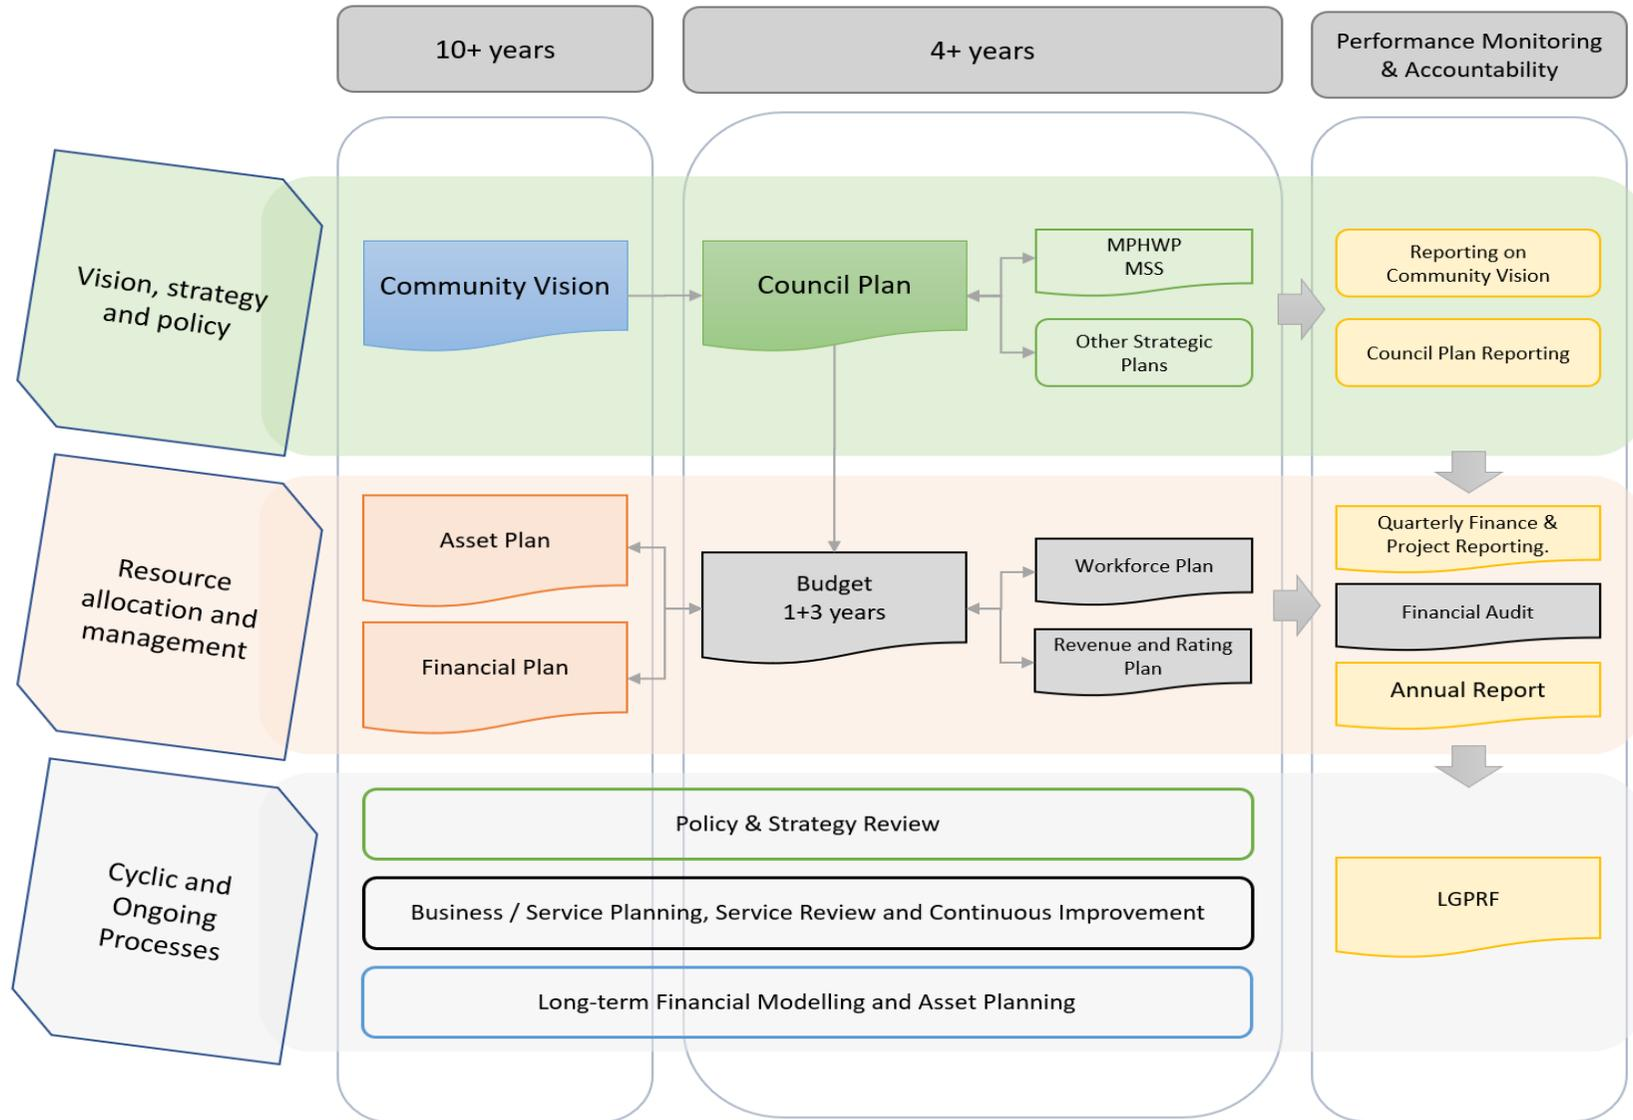 10+ years
4+ years
Performance Monitoring
& Accountability
Vision, strategy
and policy
Community Vision
Council Plan
MPHWP
MSS
Other Strategic
Plans
Reporting on
Community Vision
Council Plan Reporting
Resource
allocation and
management
Asset Plan
Financial Plan
Budget
1+3 years
Workforce Plan
Revenue and Rating
Plan
Quarterly Finance &
Project Reporting.
Financial Audit
Annual Report
Cyclic and
Ongoing
Processes
Policy & Strategy Review
Business / Service Planning, Service Review and Continuous Improvement
Long-term Financial Modelling and Asset Planning
LGPRF